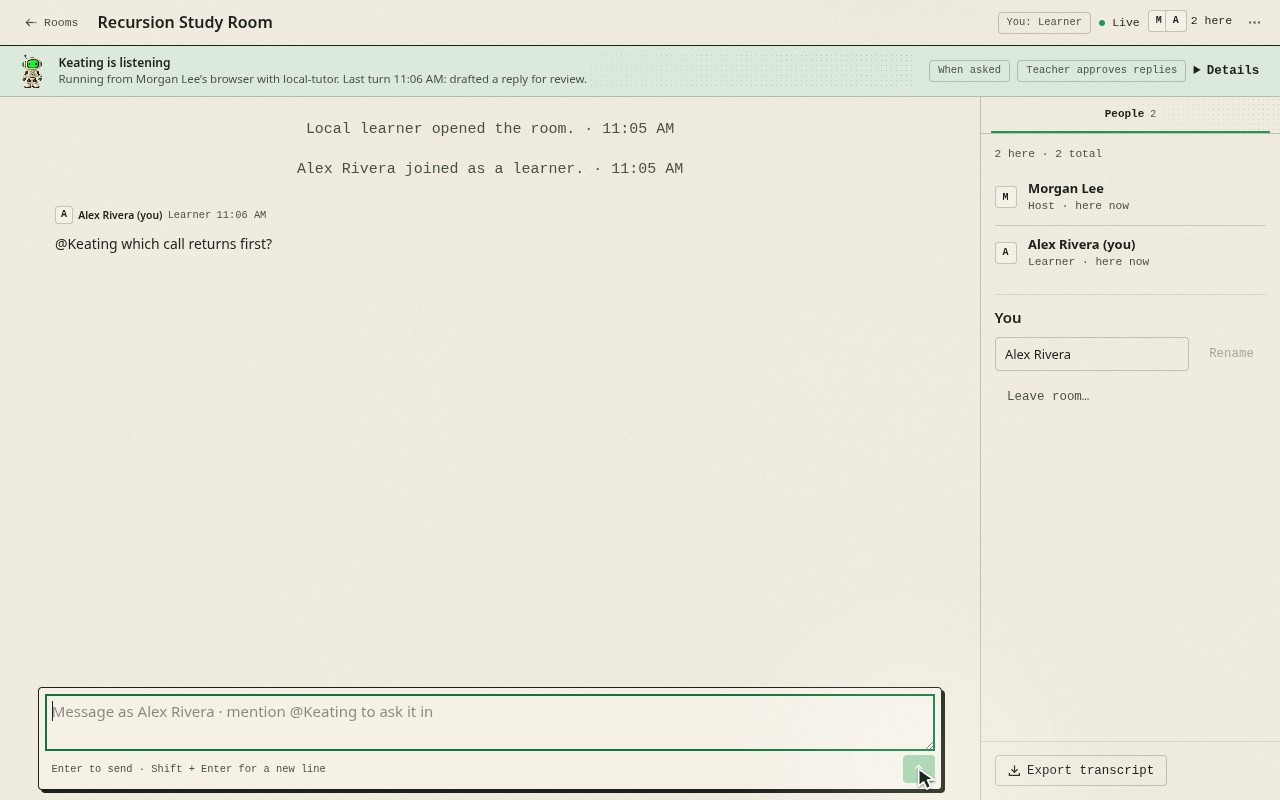 Rooms
Recursion Study Room
You: Learner
Live
M A 2 here
Keating is listening
Running from Morgan Lee's browser with local-tutor. Last turn 11:06 AM: drafted a reply for review.
When asked
Teacher approves replies
Details
Local learner opened the room. · 11:05 AM
Alex Rivera joined as a learner. · 11:05 AM
A Alex Rivera (you) Learner 11:06 AM
@Keating which call returns first?
Message as Alex Rivera · mention @Keating to ask it in
Enter to send · Shift + Enter for a new line
People 2
2 here · 2 total
M Morgan Lee
Host · here now
A Alex Rivera (you)
Learner · here now
You
Alex Rivera
Rename
Leave room…
Export transcript